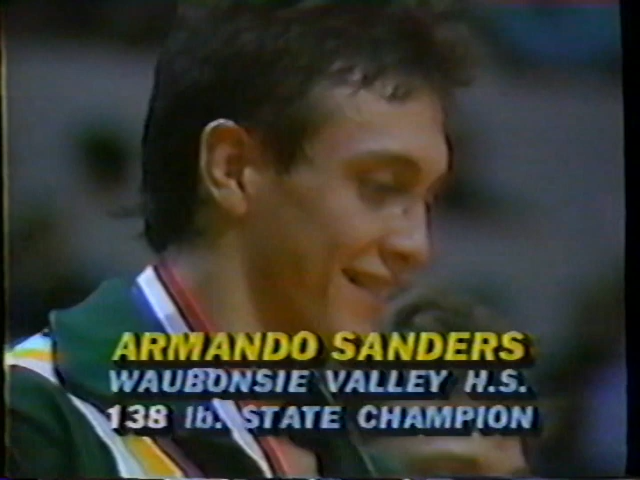 ARMANDO SANDERS
WAUBONSIE VALLEY H.S.
138 lb. STATE CHAMPION